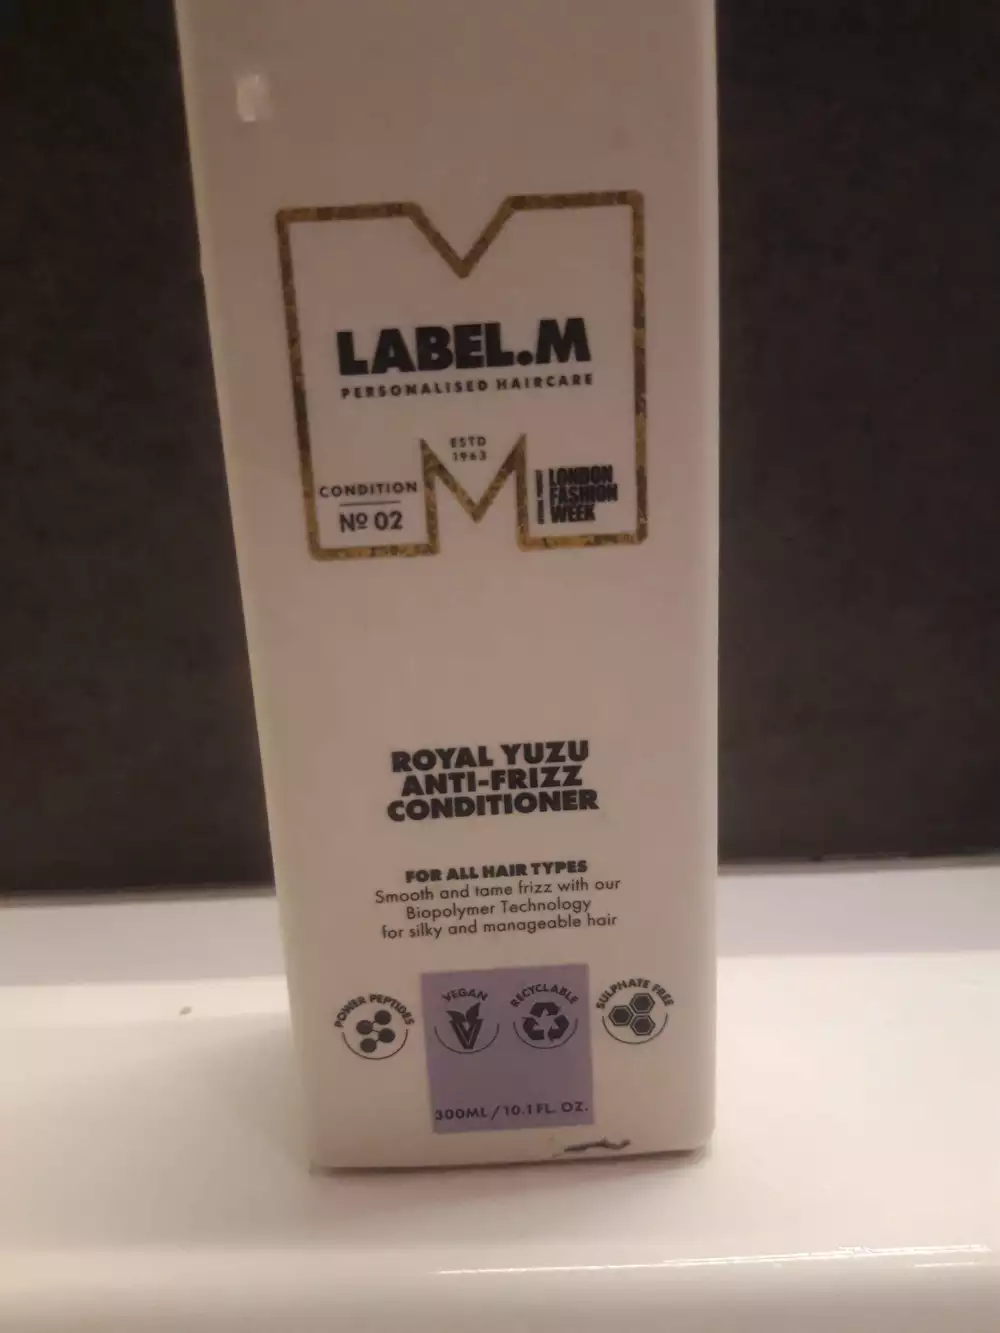 LABEL.M
PERSONALISED HAIRCARE
ESTD
1963
CONDITION
Nº 02
LONDON
FASHION
WEEK
ROYAL YUZU
ANTI-FRIZZ
CONDITIONER
FOR ALL HAIR TYPES
Smooth and tame frizz with our
Biopolymer Technology
for silky and manageable hair
POWER PEPTIDES
VEGAN
RECYCLABLE
SULPHATE FREE
300ML / 10.1 FL. OZ.